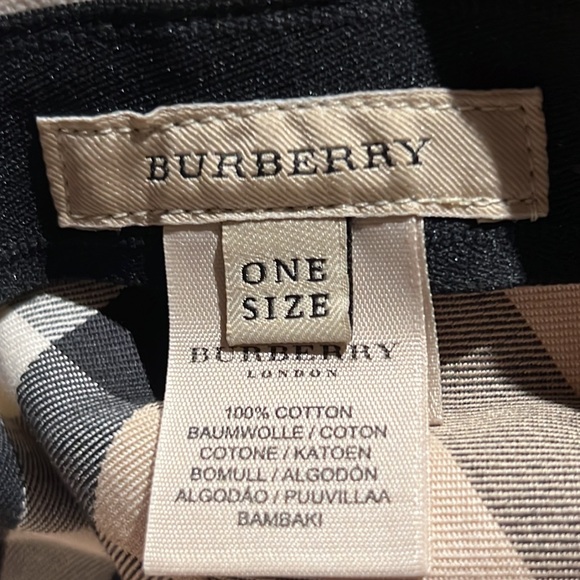 BURBERRY
ONE
SIZE
BURBERRY
LONDON
100% COTTON
BAUMWOLLE / COTON
COTONE / KATOEN
BOMULL / ALGODÓN
ALGODÃO / PUUVILLAA
BAMBAKI